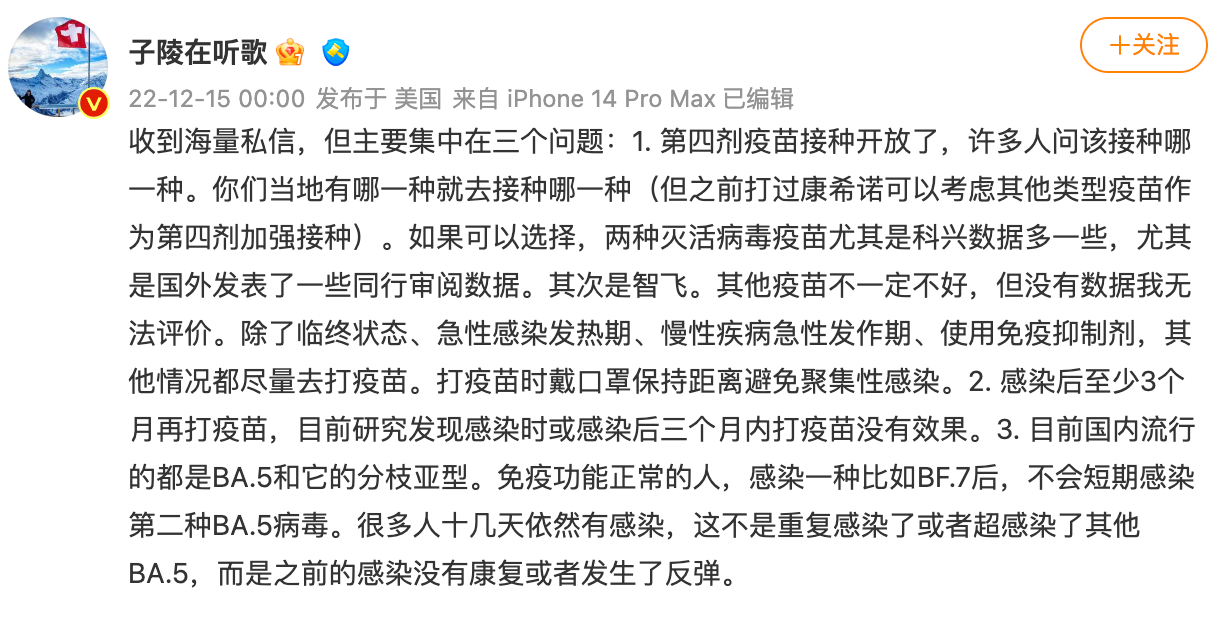 子陵在听歌
+关注
22-12-15 00:00 发布于 美国 来自 iPhone 14 Pro Max 已编辑
收到海量私信，但主要集中在三个问题：1. 第四剂疫苗接种开放了，许多人问该接种哪
一种。你们当地有哪一种就去接种哪一种（但之前打过康希诺可以考虑其他类型疫苗作
为第四剂加强接种）。如果可以选择，两种灭活病毒疫苗尤其是科兴数据多一些，尤其
是国外发表了一些同行审阅数据。其次是智飞。其他疫苗不一定不好，但没有数据我无
法评价。除了临终状态、急性感染发热期、慢性疾病急性发作期、使用免疫抑制剂，其
他情况都尽量去打疫苗。打疫苗时戴口罩保持距离避免聚集性感染。2. 感染后至少3个
月再打疫苗，目前研究发现感染时或感染后三个月内打疫苗没有效果。3. 目前国内流行
的都是BA.5和它的分枝亚型。免疫功能正常的人，感染一种比如BF.7后，不会短期感染
第二种BA.5病毒。很多人十几天依然有感染，这不是重复感染了或者超感染了其他
BA.5，而是之前的感染没有康复或者发生了反弹。